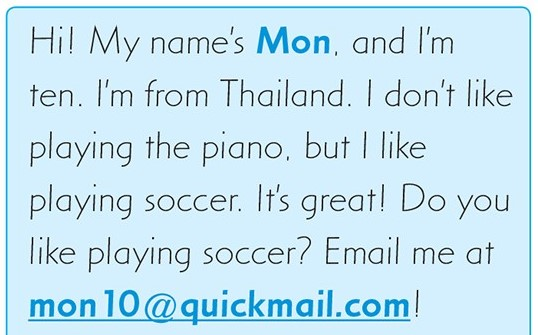 Hi! My name's Mon, and I'm
ten. I'm from Thailand. I don't like
playing the piano, but I like
playing soccer. It's great! Do you
like playing soccer? Email me at
mon10@quickmail.com!